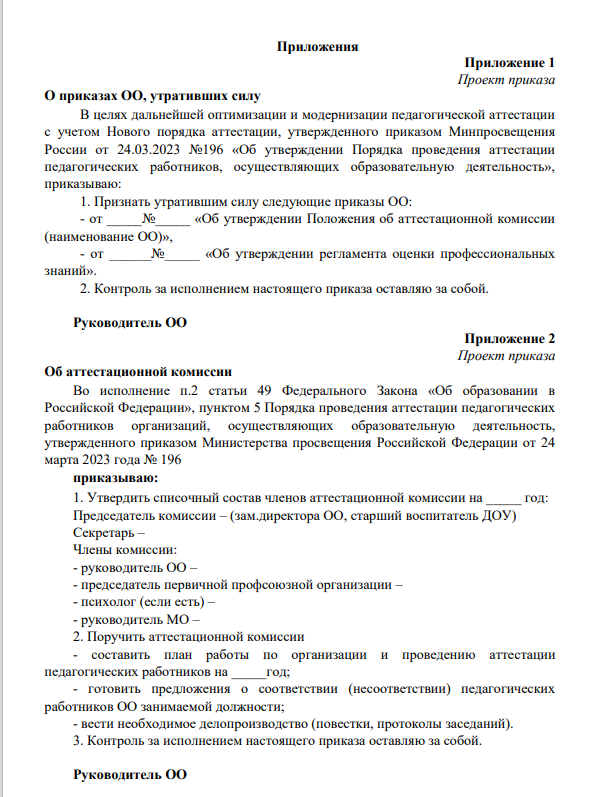 Приложения
Приложение 1
Проект приказа
О приказах ОО, утративших силу
В целях дальнейшей оптимизации и модернизации педагогической аттестации
с учетом Нового порядка аттестации, утвержденного приказом Минпросвещения
России от 24.03.2023 №196 «Об утверждении Порядка проведения аттестации
педагогических работников, осуществляющих образовательную деятельность»,
приказываю:
1. Признать утратившим силу следующие приказы ОО:
- от _____№_____ «Об утверждении Положения об аттестационной комиссии
(наименование ОО)»,
- от ______№_____ «Об утверждении регламента оценки профессиональных
знаний».
2. Контроль за исполнением настоящего приказа оставляю за собой.
Руководитель ОО
Приложение 2
Проект приказа
Об аттестационной комиссии
Во исполнение п.2 статьи 49 Федерального Закона «Об образовании в
Российской Федерации», пунктом 5 Порядка проведения аттестации педагогических
работников организаций, осуществляющих образовательную деятельность,
утвержденного приказом Министерства просвещения Российской Федерации от 24
марта 2023 года № 196
приказываю:
1. Утвердить списочный состав членов аттестационной комиссии на _____ год:
Председатель комиссии – (зам.директора ОО, старший воспитатель ДОУ)
Секретарь –
Члены комиссии:
- руководитель ОО –
- председатель первичной профсоюзной организации –
- психолог (если есть) –
- руководитель МО –
2. Поручить аттестационной комиссии
- составить план работы по организации и проведению аттестации
педагогических работников на _____год;
- готовить предложения о соответствии (несоответствии) педагогических
работников ОО занимаемой должности;
- вести необходимое делопроизводство (повестки, протоколы заседаний).
3. Контроль за исполнением настоящего приказа оставляю за собой.
Руководитель ОО